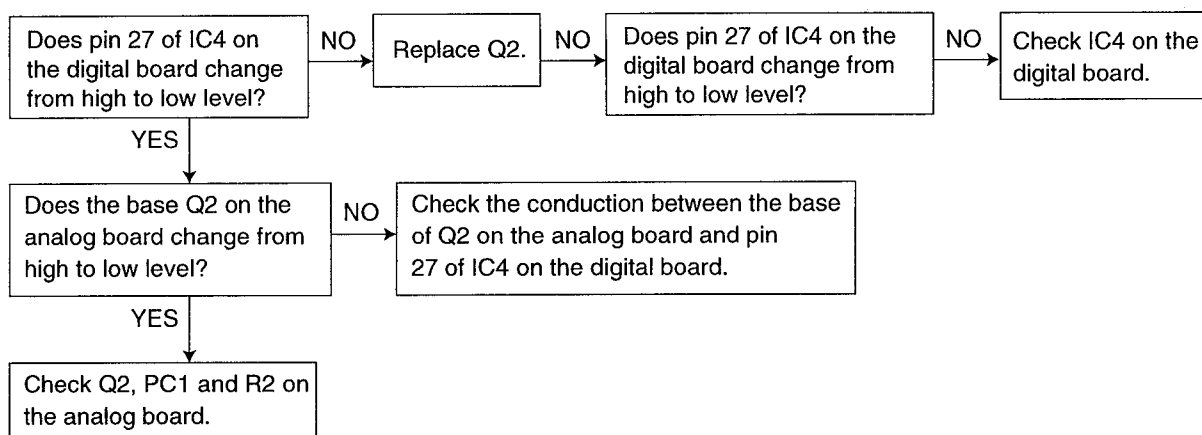 Does pin 27 of IC4 on
the digital board change
from high to low level?
NO
Replace Q2.
NO
Does pin 27 of IC4 on the
digital board change from
high to low level?
NO
Check IC4 on the
digital board.
YES
Does the base Q2 on the
analog board change from
high to low level?
NO
Check the conduction between the base
of Q2 on the analog board and pin
27 of IC4 on the digital board.
YES
Check Q2, PC1 and R2 on
the analog board.